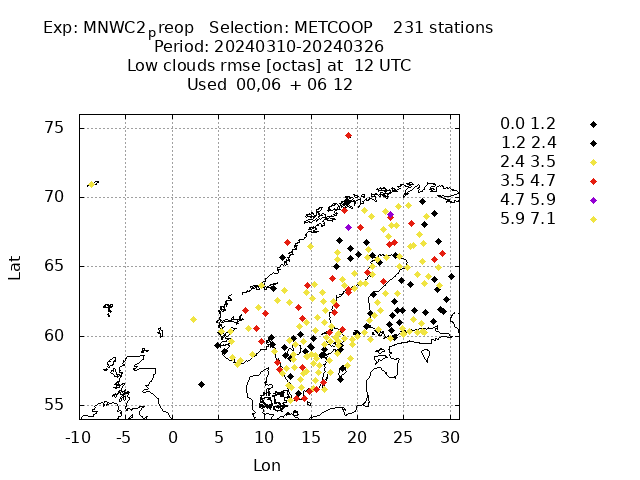 Exp: MNWC2preop Selection: METCOOP 231 stations
Period: 20240310-20240326
Low clouds rmse [octas] at 12 UTC
Used 00,06 + 06 12
75
70
65
60
55
-10 -5 0 5 10 15 20 25 30
Lat
Lon
0.0 1.2
1.2 2.4
2.4 3.5
3.5 4.7
4.7 5.9
5.9 7.1